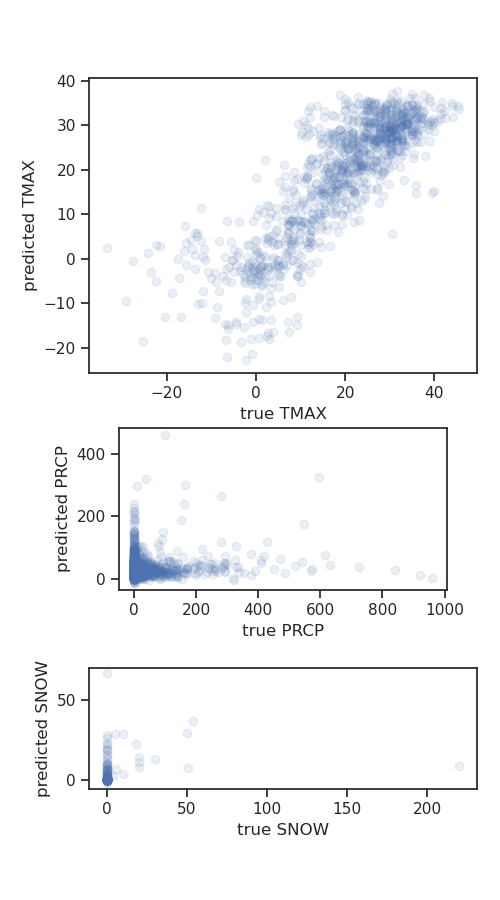 40
30
20
10
0
−10
−20
predicted TMAX
−20 0 20 40
true TMAX
400
200
0
predicted PRCP
0 200 400 600 800 1000
true PRCP
50
0
predicted SNOW
0 50 100 150 200
true SNOW